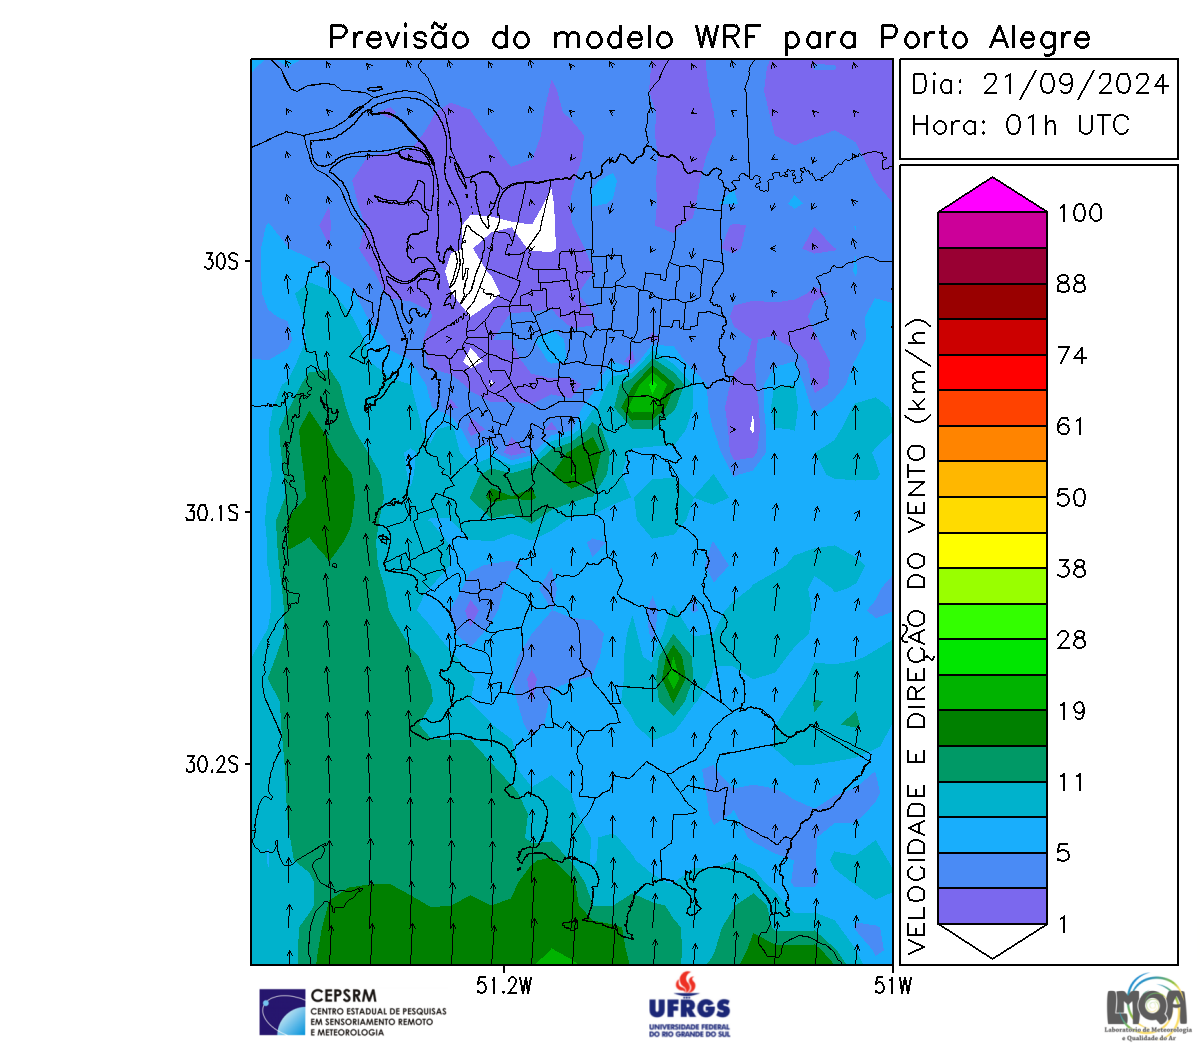 Previsão do modelo WRF para Porto Alegre
Dia: 21/09/2024
Hora: 01h UTC
30S
30.1S
30.2S
51.2W
51W
VELOCIDADE E DIREÇÃO DO VENTO (km/h)
100
88
74
61
50
38
28
19
11
5
1
CEPSRM
CENTRO ESTADUAL DE PESQUISAS
EM SENSORIAMENTO REMOTO
E METEOROLOGIA
UFRGS
UNIVERSIDADE FEDERAL
DO RIO GRANDE DO SUL
LMQA
Laboratório de Meteorologia
e Qualidade do Ar